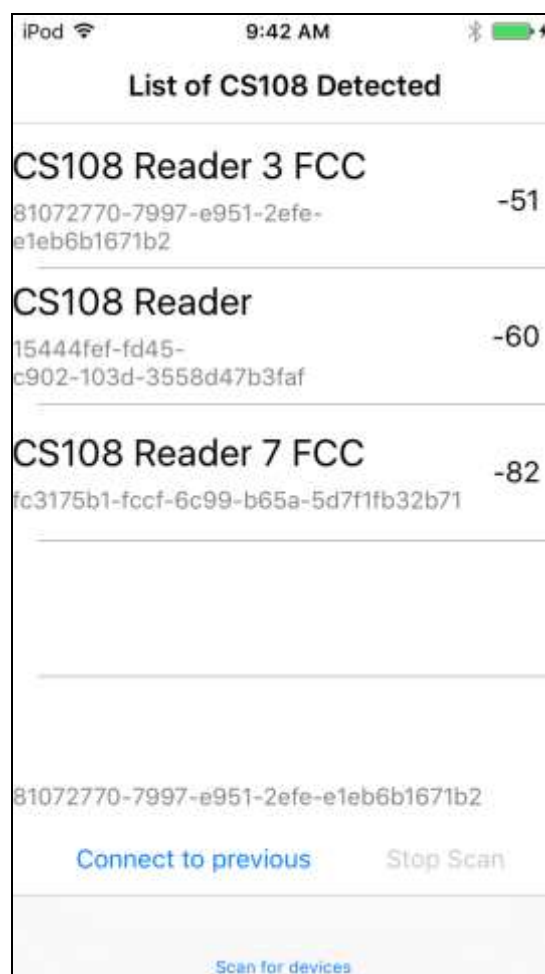 iPod 9:42 AM
List of CS108 Detected
CS108 Reader 3 FCC
81072770-7997-e951-2efe-
e1eb6b1671b2
-51
CS108 Reader
15444fef-fd45-
c902-103d-3558d47b3faf
-60
CS108 Reader 7 FCC
fc3175b1-fccf-6c99-b65a-5d7f1fb32b71
-82
81072770-7997-e951-2efe-e1eb6b1671b2
Connect to previous Stop Scan
Scan for devices